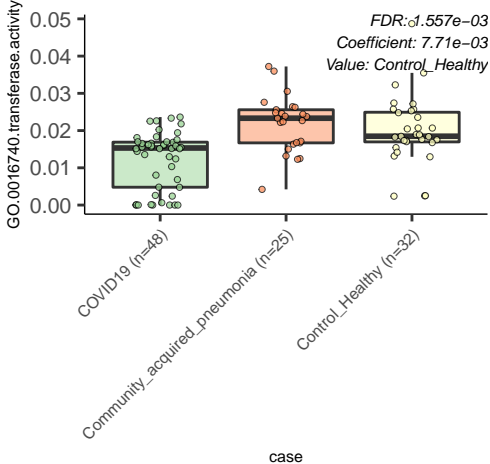 FDR: 1.557e−03
Coefficient: 7.71e−03
Value: Control_Healthy
GO.0016740.transferase.activity
0.05
0.04
0.03
0.02
0.01
0.00
COVID19 (n=48)
Community_acquired_pneumonia (n=25)
Control_Healthy (n=32)
case